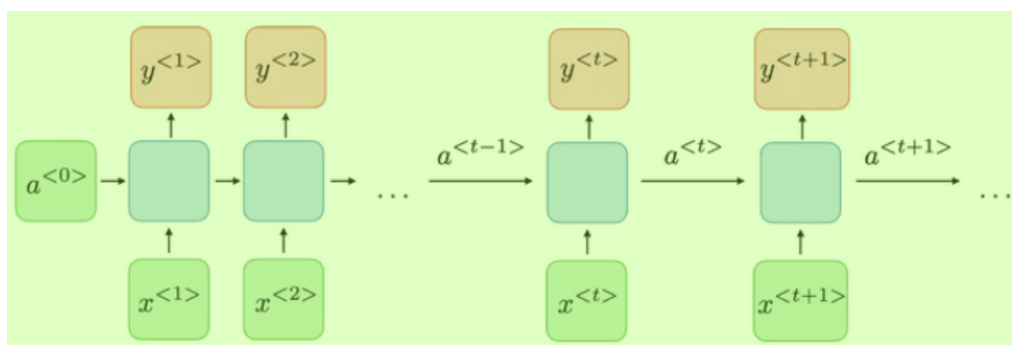 y<1> y<2> y<t> y<t+1>
a<t-1> a<t> a<t+1>
a<0> ... ...
x<1> x<2> x<t> x<t+1>